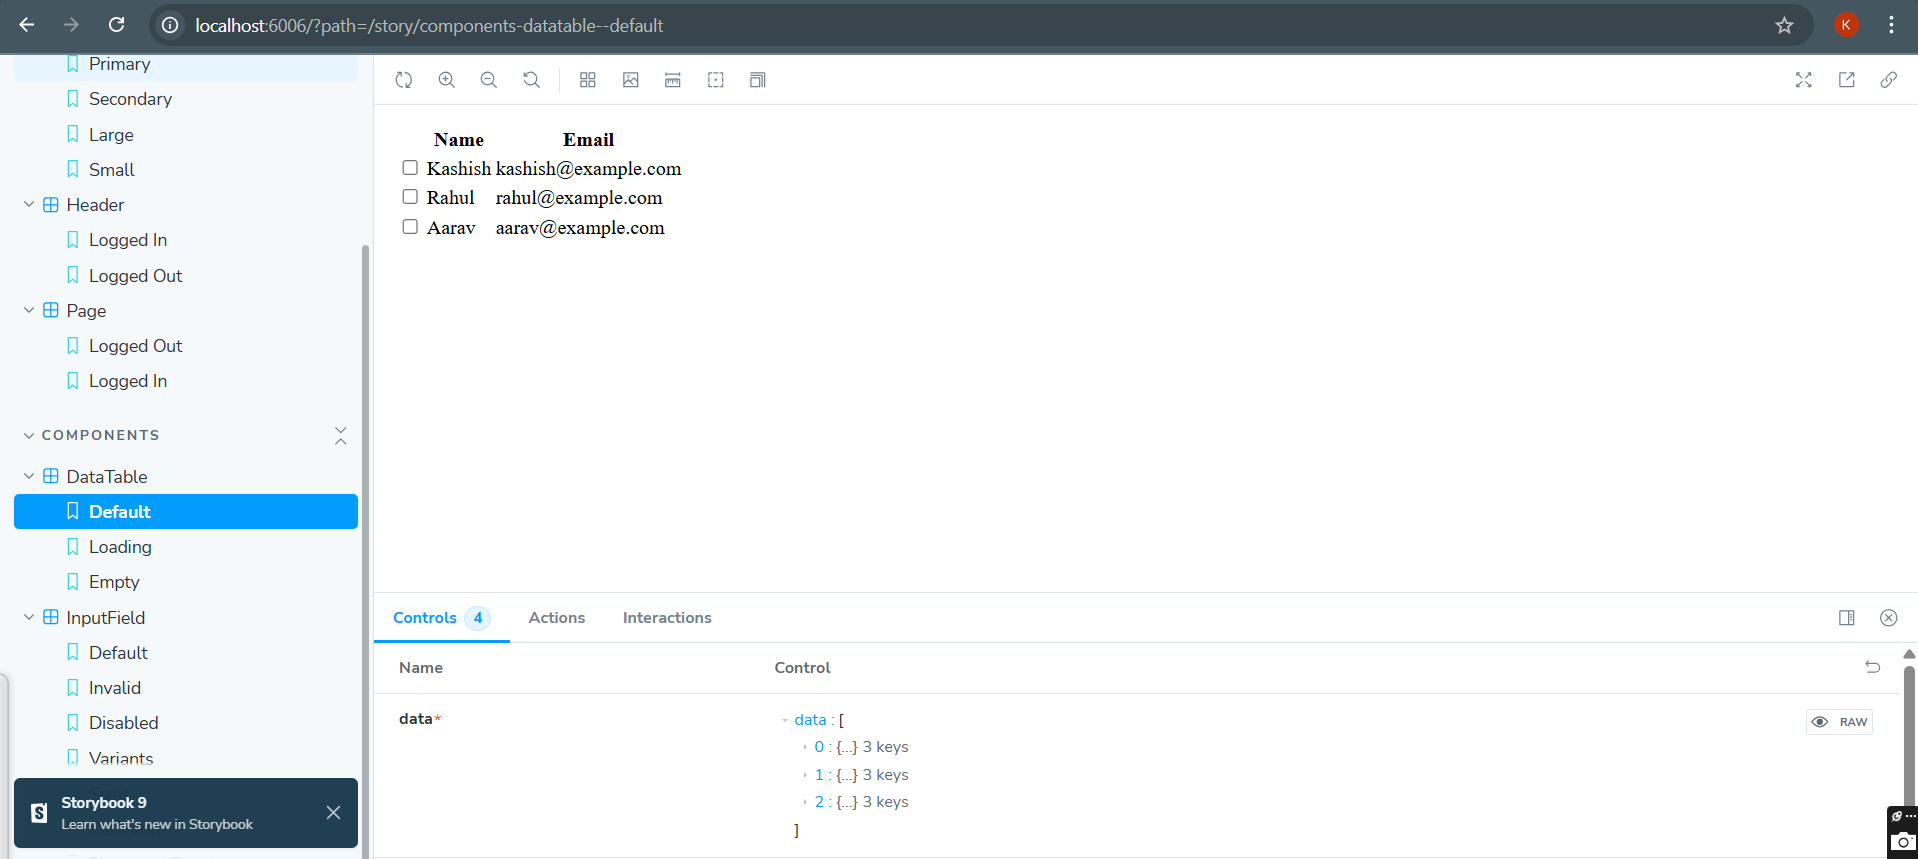 localhost:6006/?path=/story/components-datatable--default
K
Primary
Secondary
Large
Small
Header
Logged In
Logged Out
Page
Logged Out
Logged In
COMPONENTS
DataTable
Default
Loading
Empty
InputField
Default
Invalid
Disabled
Variants
Storybook 9
Learn what's new in Storybook
Name Email
Kashish kashish@example.com
Rahul rahul@example.com
Aarav aarav@example.com
Controls 4 Actions Interactions
Name Control
data* data : [
0 : {...} 3 keys
1 : {...} 3 keys
2 : {...} 3 keys
]
RAW